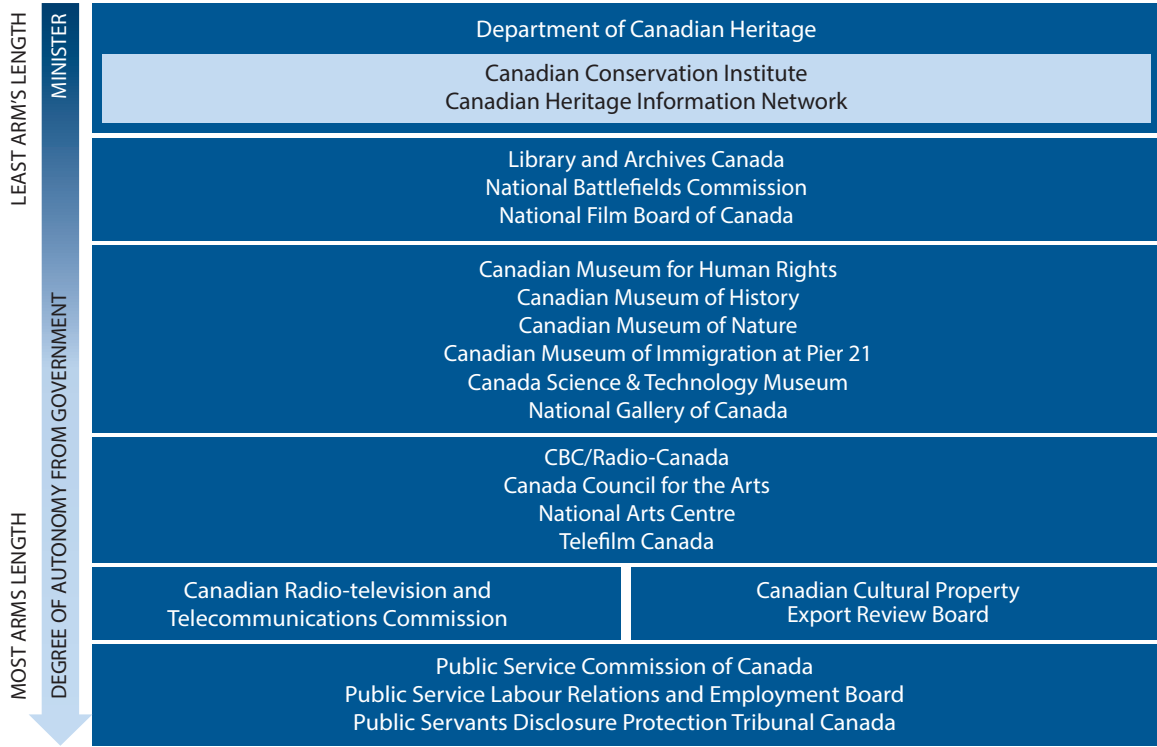 LEAST ARM'S LENGTH
MINISTER
DEGREE OF AUTONOMY FROM GOVERNMENT
MOST ARMS LENGTH
Department of Canadian Heritage
Canadian Conservation Institute
Canadian Heritage Information Network
Library and Archives Canada
National Battlefields Commission
National Film Board of Canada
Canadian Museum for Human Rights
Canadian Museum of History
Canadian Museum of Nature
Canadian Museum of Immigration at Pier 21
Canada Science & Technology Museum
National Gallery of Canada
CBC/Radio-Canada
Canada Council for the Arts
National Arts Centre
Telefilm Canada
Canadian Radio-television and
Telecommunications Commission
Canadian Cultural Property
Export Review Board
Public Service Commission of Canada
Public Service Labour Relations and Employment Board
Public Servants Disclosure Protection Tribunal Canada